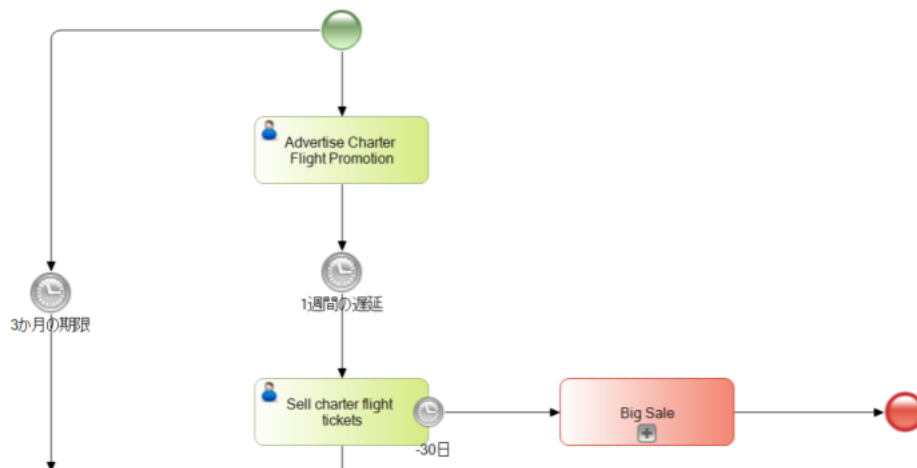 Advertise Charter
Flight Promotion
1週間の遅延
3か月の期限
Sell charter flight
tickets
Big Sale
-30日